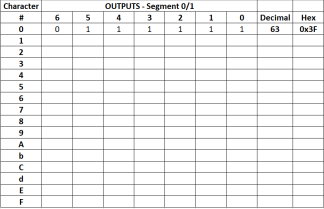 Character OUTPUTS - Segment 0/1
# 6 5 4 3 2 1 0 Decimal Hex
0 0 1 1 1 1 1 1 63 0x3F
1
2
3
4
5
6
7
8
9
A
b
C
d
E
F